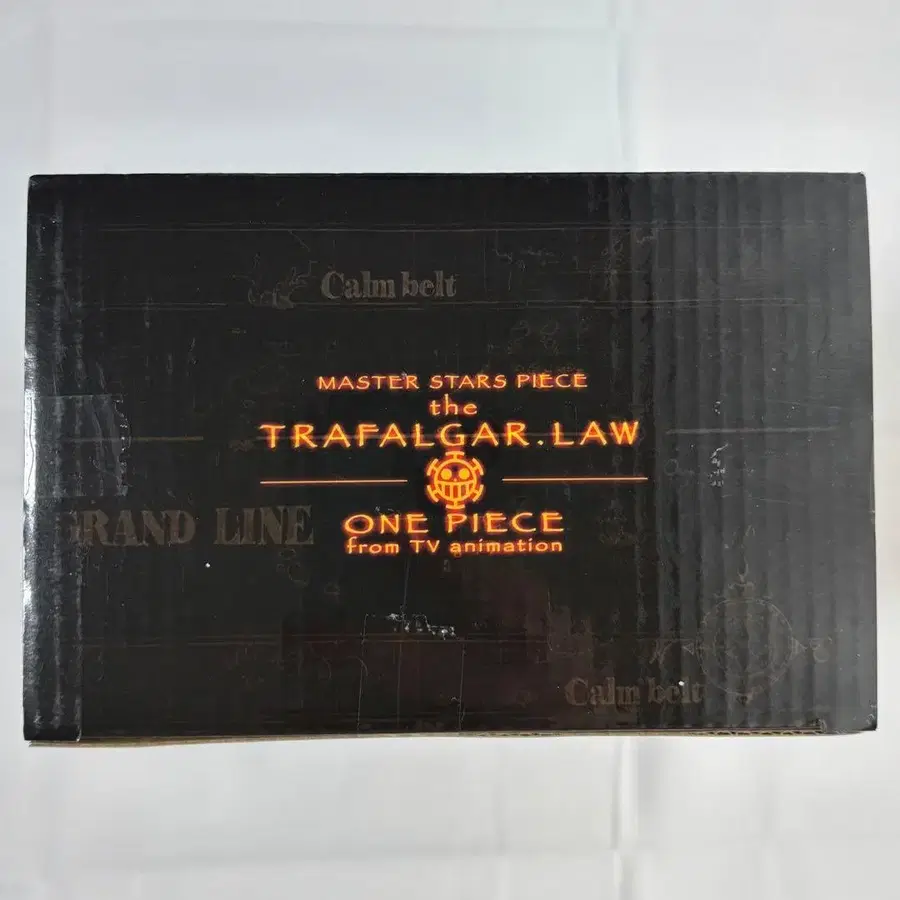 Calm belt
MASTER STARS PIECE
the
TRAFALGAR.LAW
GRAND LINE
ONE PIECE
from TV animation
Calm belt